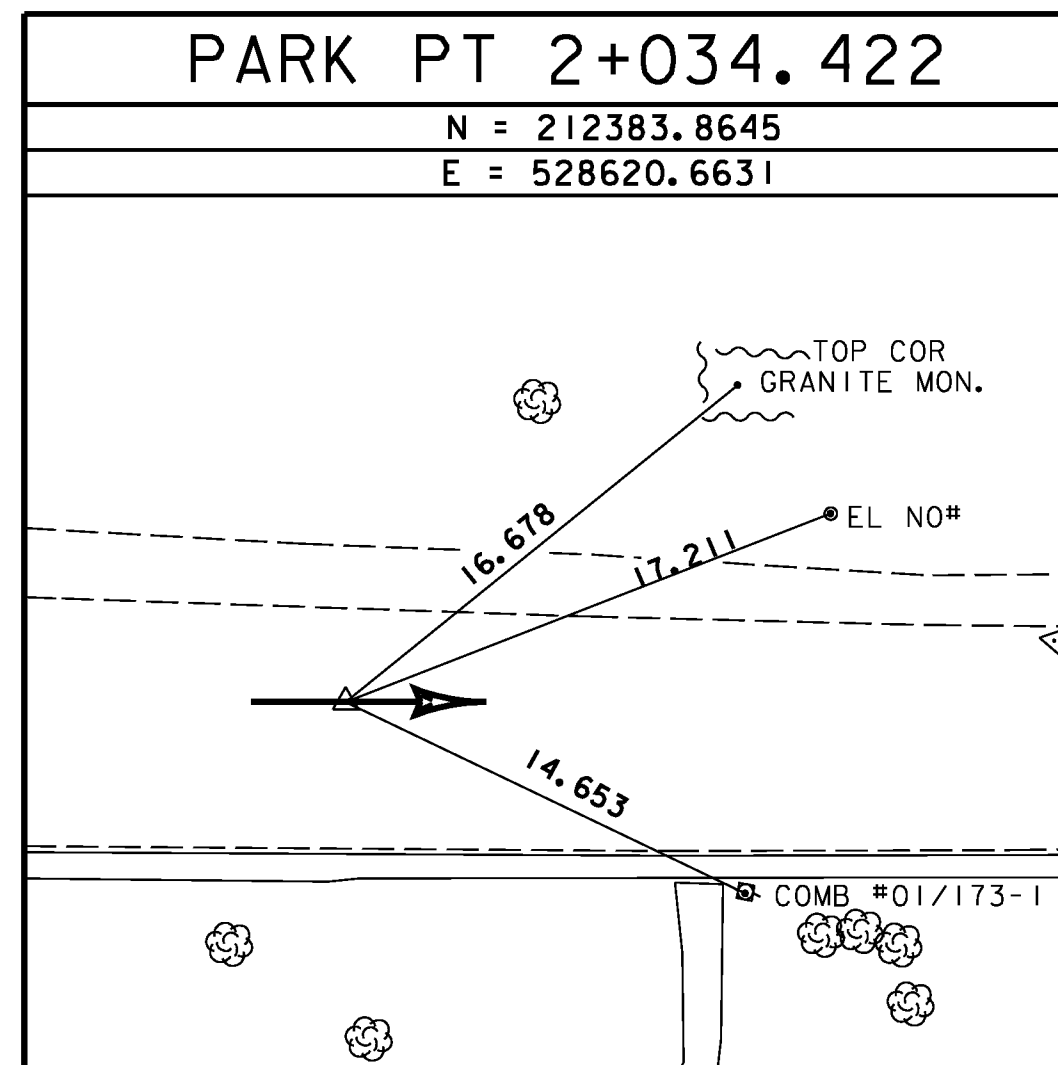 PARK PT 2+034.422
N = 212383.8645
E = 528620.6631
TOP COR
GRANITE MON.
EL NO#
16.678
17.211
14.653
COMB #01/173-1